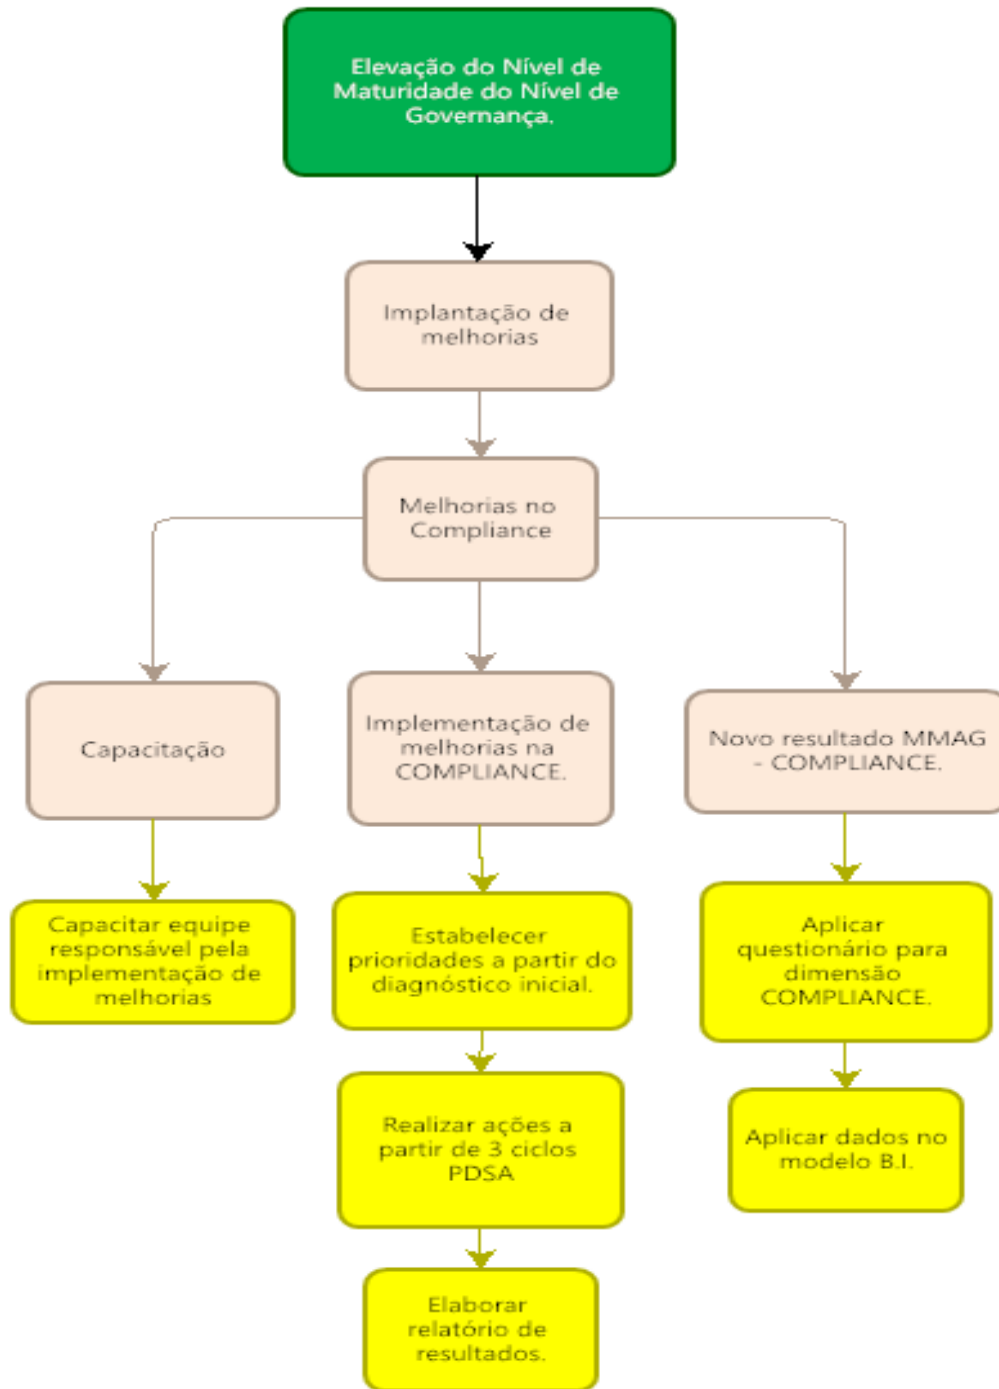 Elevação do Nível de
Maturidade do Nível de
Governança.
Implantação de
melhorias
Melhorias no
Compliance
Capacitação
Implementação de
melhorias na
COMPLIANCE.
Novo resultado MMAG
- COMPLIANCE.
Capacitar equipe
responsável pela
implementação de
melhorias
Estabelecer
prioridades a partir do
diagnóstico inicial.
Aplicar
questionário para
dimensão
COMPLIANCE.
Realizar ações a
partir de 3 ciclos
PDSA
Aplicar dados no
modelo B.I.
Elaborar
relatório de
resultados.